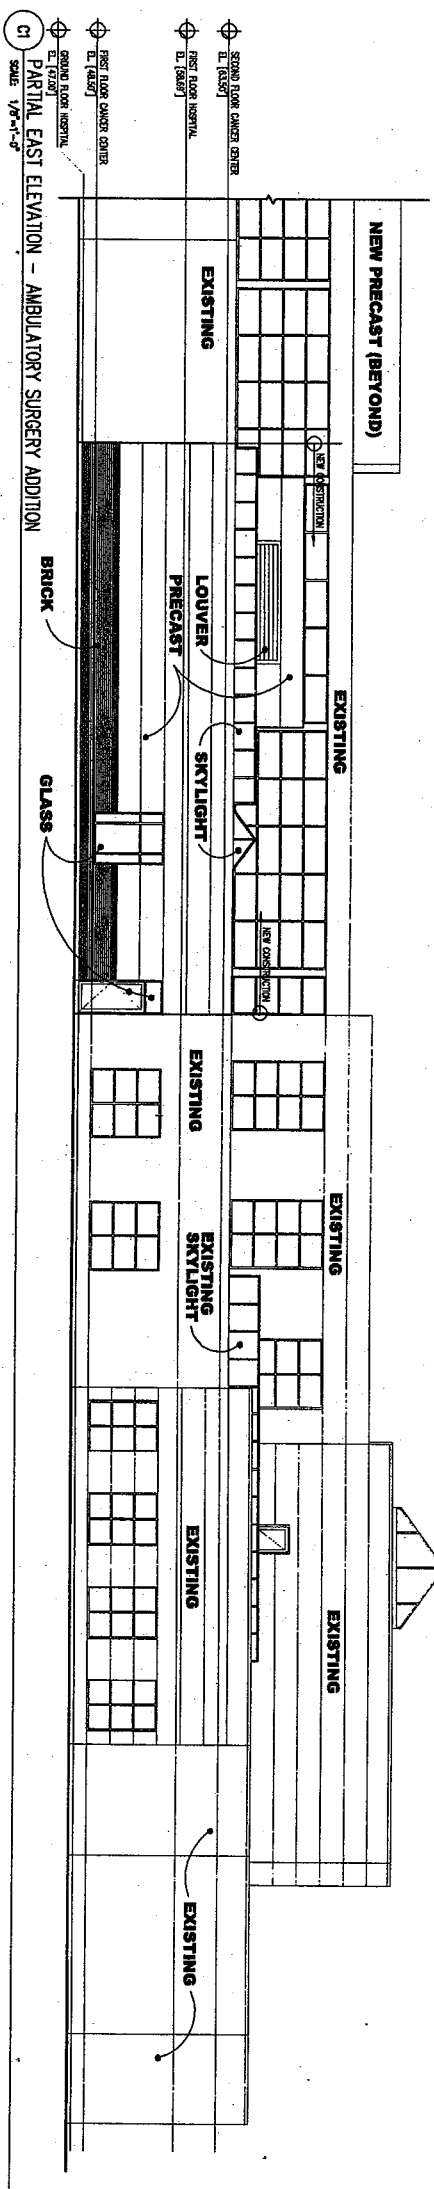 NEW PRECAST (BEYOND)
EXISTING
NEW CONSTRUCTION
LOUVER
PRECAST
SKYLIGHT
BRICK
GLASS
EXISTING
NEW CONSTRUCTION
EXISTING
EXISTING
EXISTING
SKYLIGHT
EXISTING
EXISTING
EXISTING
SECOND FLOOR CANCER CENTER
EL. [63.50']
FIRST FLOOR HOSPITAL
EL. [58.69']
FIRST FLOOR CANCER CENTER
EL. [48.50']
GROUND FLOOR HOSPITAL
EL. [47.00']
C1
PARTIAL EAST ELEVATION - AMBULATORY SURGERY ADDITION
SCALE: 1/8"=1'-0"